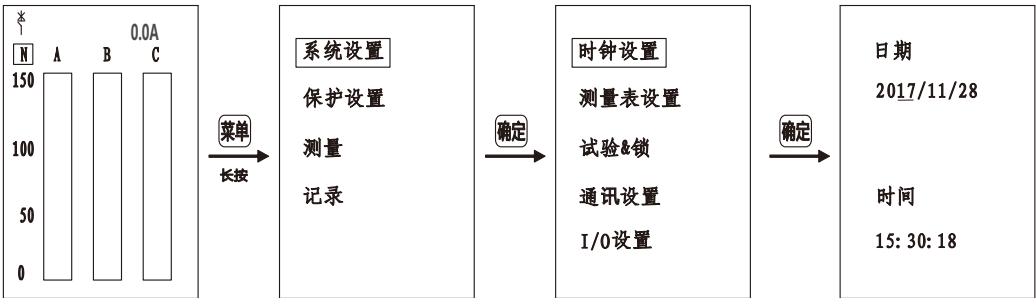 0.0A
N A B C
150
100
50
0
菜单
长按
系统设置
保护设置
测量
记录
确定
时钟设置
测量表设置
试验&锁
通讯设置
I/O设置
确定
日期
2017/11/28
时间
15:30:18